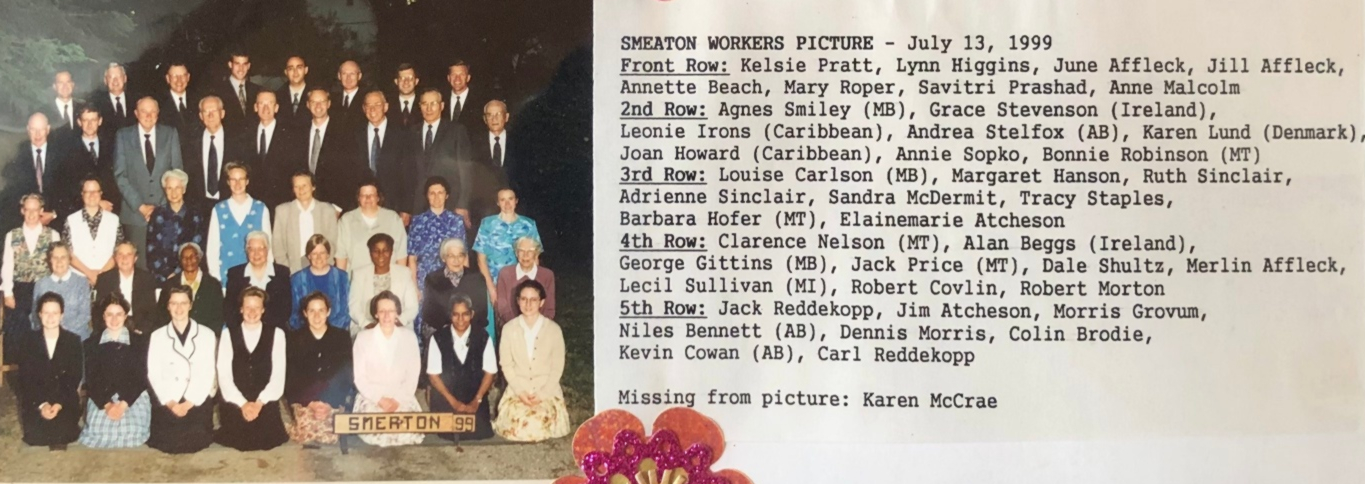 SMEATON 99
SMEATON WORKERS PICTURE - July 13, 1999
Front Row: Kelsie Pratt, Lynn Higgins, June Affleck, Jill Affleck,
Annette Beach, Mary Roper, Savitri Prashad, Anne Malcolm
2nd Row: Agnes Smiley (MB), Grace Stevenson (Ireland),
Leonie Irons (Caribbean), Andrea Stelfox (AB), Karen Lund (Denmark),
Joan Howard (Caribbean), Annie Sopko, Bonnie Robinson (MT)
3rd Row: Louise Carlson (MB), Margaret Hanson, Ruth Sinclair,
Adrienne Sinclair, Sandra McDermit, Tracy Staples,
Barbara Hofer (MT), Elainemarie Atcheson
4th Row: Clarence Nelson (MT), Alan Beggs (Ireland),
George Gittins (MB), Jack Price (MT), Dale Shultz, Merlin Affleck,
Lecil Sullivan (MI), Robert Covlin, Robert Morton
5th Row: Jack Reddekopp, Jim Atcheson, Morris Grovum,
Niles Bennett (AB), Dennis Morris, Colin Brodie,
Kevin Cowan (AB), Carl Reddekopp
Missing from picture: Karen McCrae